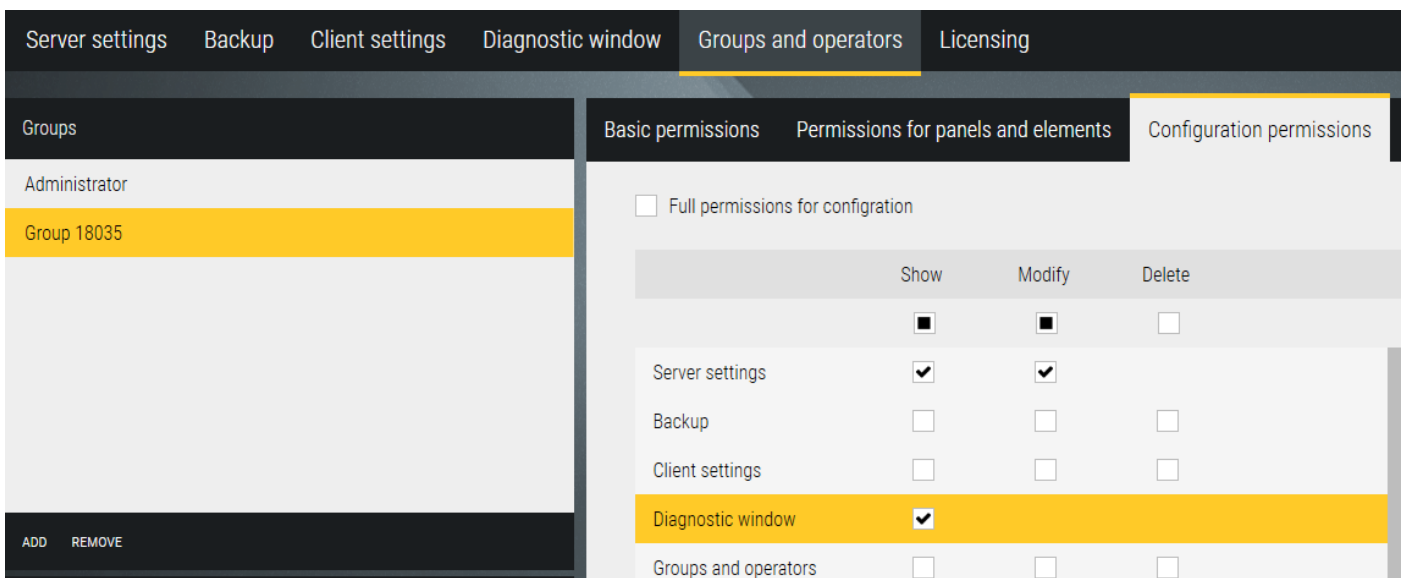 Server settings Backup Client settings Diagnostic window Groups and operators Licensing
Groups
Administrator
Group 18035
ADD REMOVE
Basic permissions Permissions for panels and elements Configuration permissions
Full permissions for configration
Show Modify Delete
Server settings
Backup
Client settings
Diagnostic window
Groups and operators